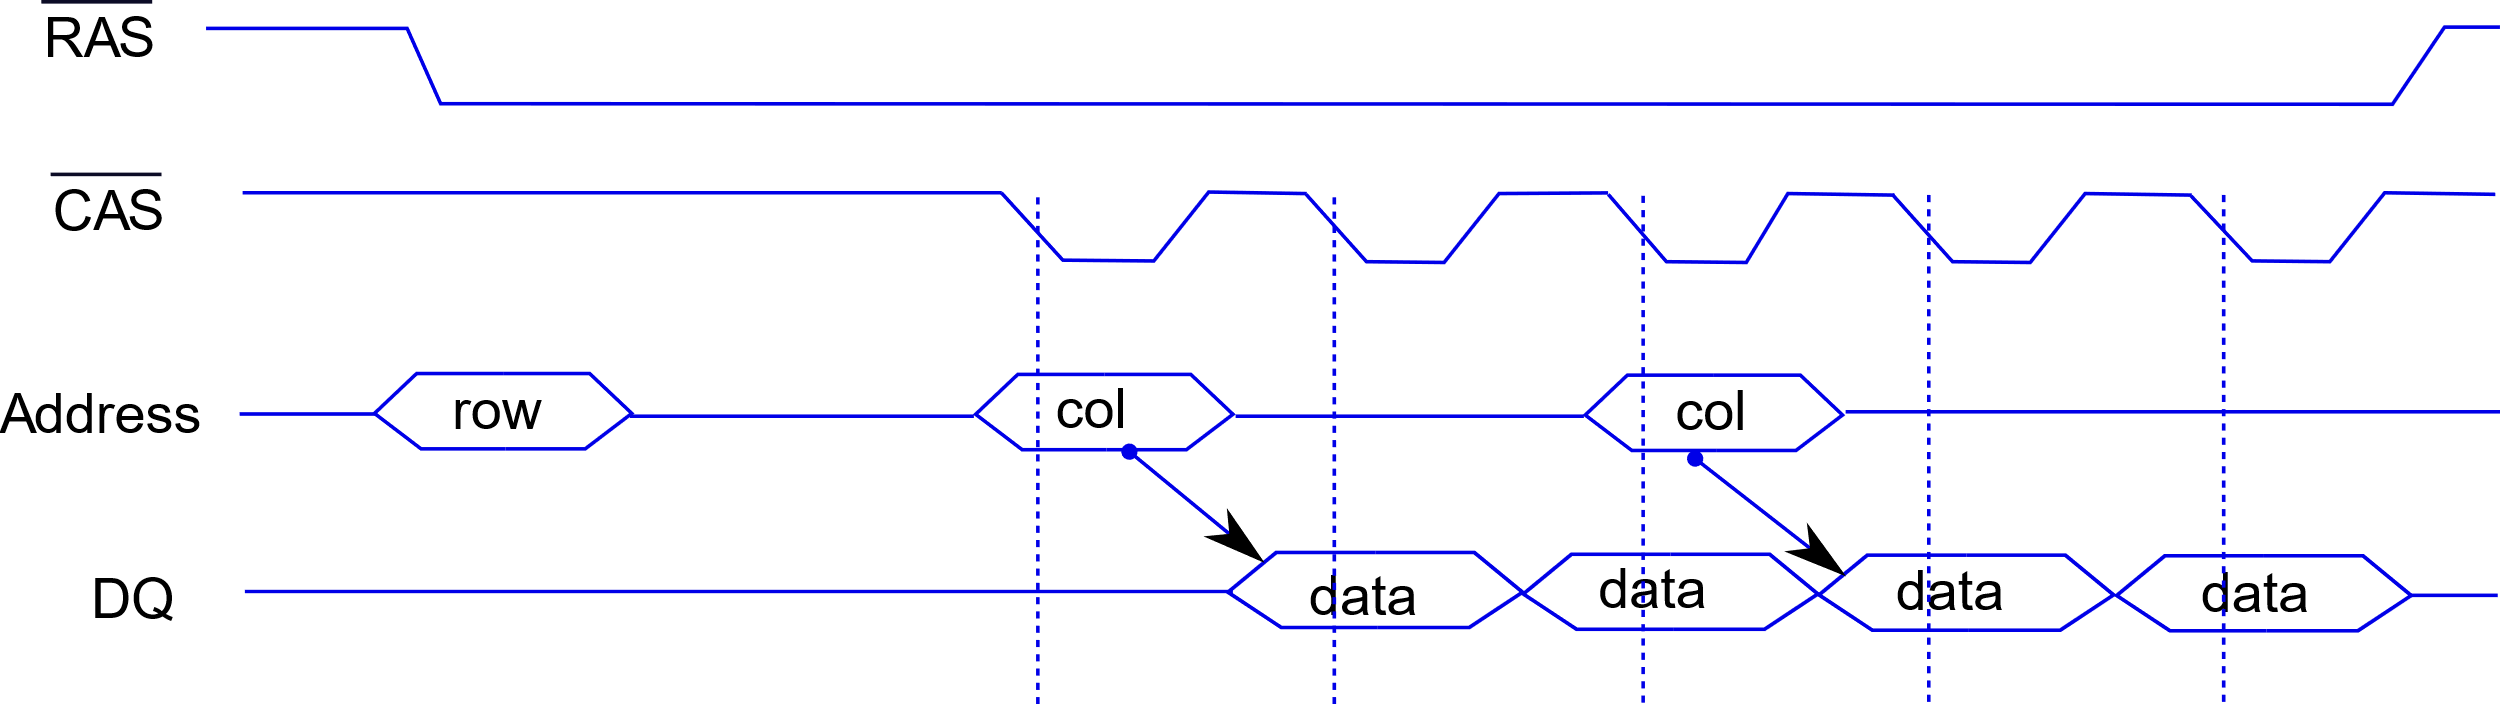 RAS
CAS
Address row col col
DQ data data data data